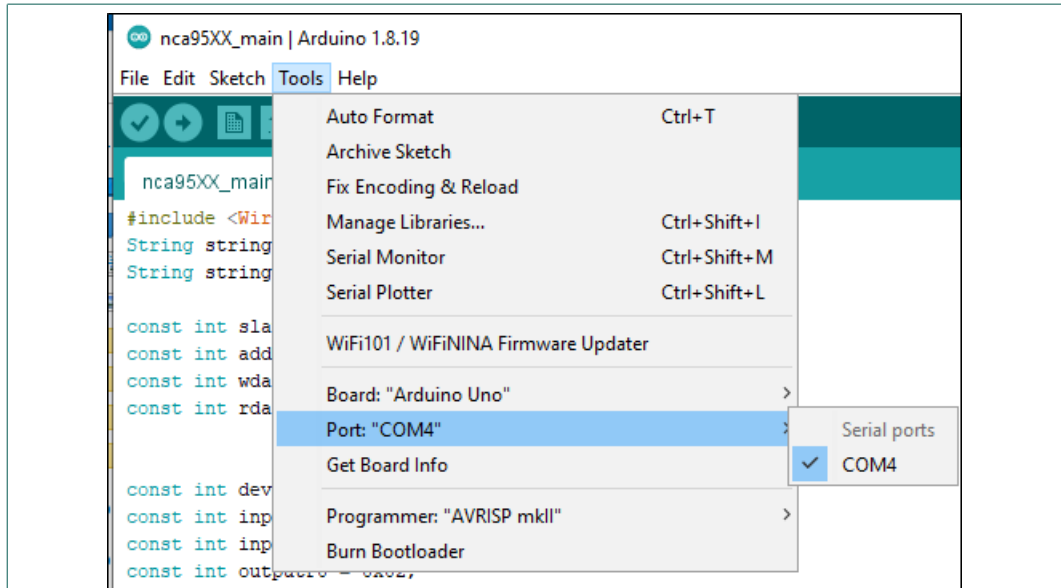 nca95XX_main | Arduino 1.8.19
File Edit Sketch Tools Help
Auto Format Ctrl+T
Archive Sketch
nca95XX_main
Fix Encoding & Reload
#include <Wir
Manage Libraries... Ctrl+Shift+I
String string
Serial Monitor Ctrl+Shift+M
String string
Serial Plotter Ctrl+Shift+L
const int sla
WiFi101 / WiFiNINA Firmware Updater
const int add
const int wda
Board: "Arduino Uno"
const int rda
Port: "COM4" Serial ports
Get Board Info COM4
const int dev
const int inp
Programmer: "AVRISP mkII"
const int inp
Burn Bootloader
const int